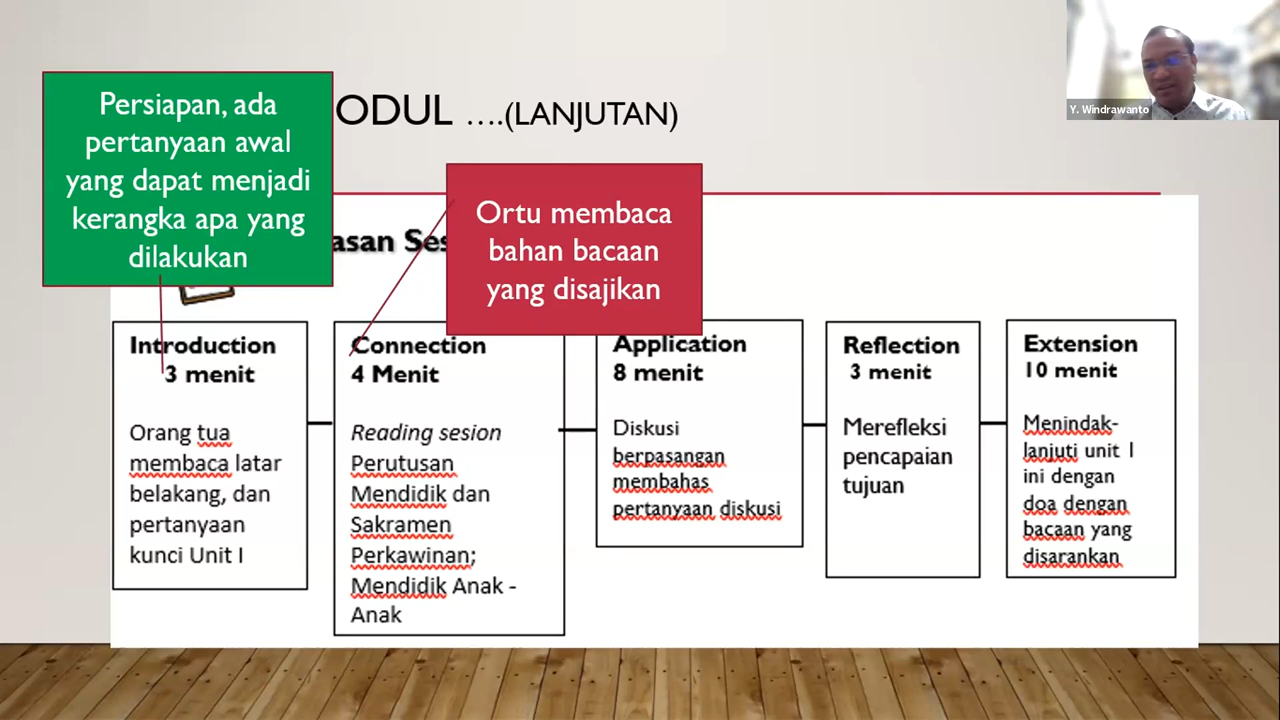 Persiapan, ada
pertanyaan awal
yang dapat menjadi
kerangka apa yang
dilakukan
ODUL ....(LANJUTAN)
Y. Windrawanto
Ortu membaca
bahan bacaan
yang disajikan
asan Ses
Introduction
3 menit
Orang tua
membaca latar
belakang, dan
pertanyaan
kunci Unit I
Connection
4 Menit
Reading sesion
Perutusan
Mendidik dan
Sakramen
Perkawinan;
Mendidik Anak -
Anak
Application
8 menit
Diskusi
berpasangan
membahas
pertanyaan diskusi
Reflection
3 menit
Merefleksi
pencapaian
tujuan
Extension
10 menit
Menindak-
lanjuti unit I
ini dengan
doa dengan
bacaan yang
disarankan